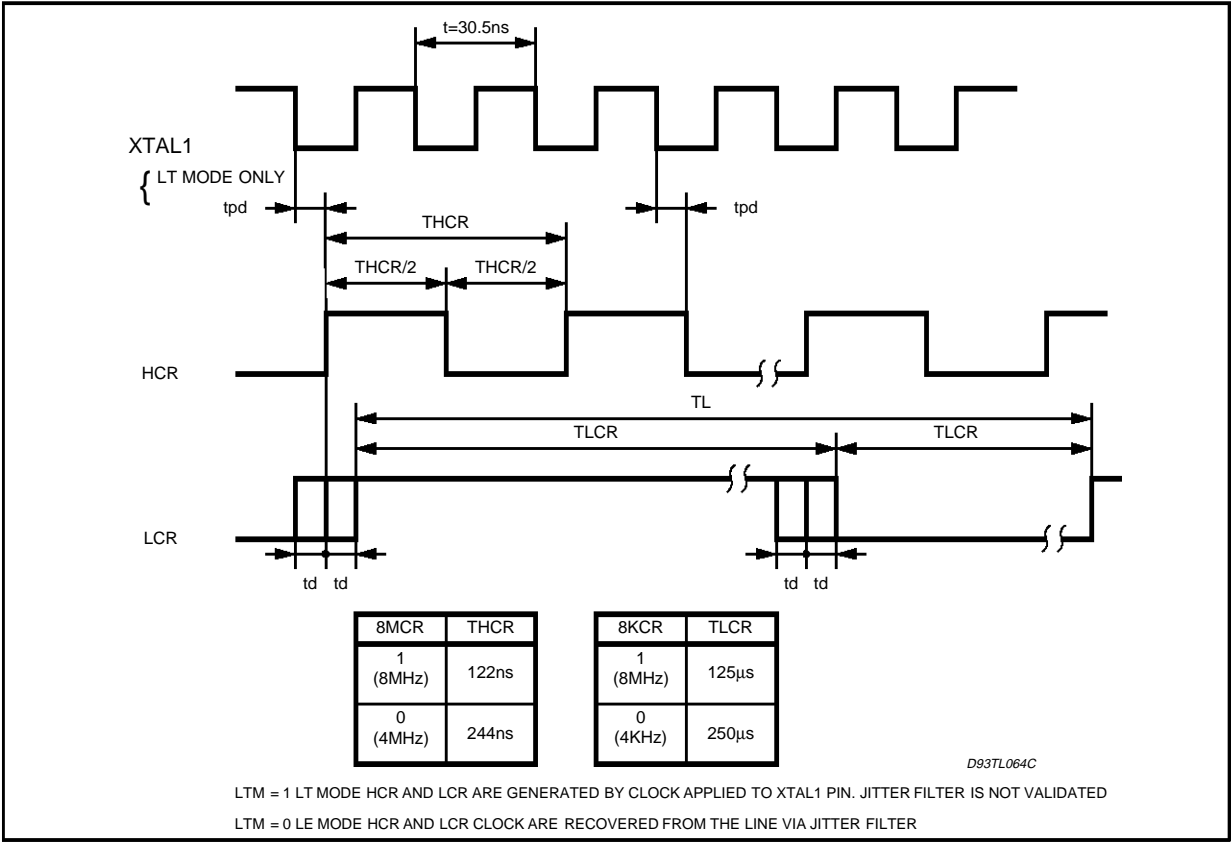 t=30.5ns
XTAL1
{ LT MODE ONLY
tpd tpd
THCR
THCR/2 THCR/2
HCR
TL
TLCR TLCR
LCR
td td td td
8MCR THCR
1
(8MHz) 122ns
0
(4MHz) 244ns
8KCR TLCR
1
(8MHz) 125µs
0
(4KHz) 250µs
D93TL064C
LTM = 1 LT MODE HCR AND LCR ARE GENERATED BY CLOCK APPLIED TO XTAL1 PIN. JITTER FILTER IS NOT VALIDATED
LTM = 0 LE MODE HCR AND LCR CLOCK ARE RECOVERED FROM THE LINE VIA JITTER FILTER